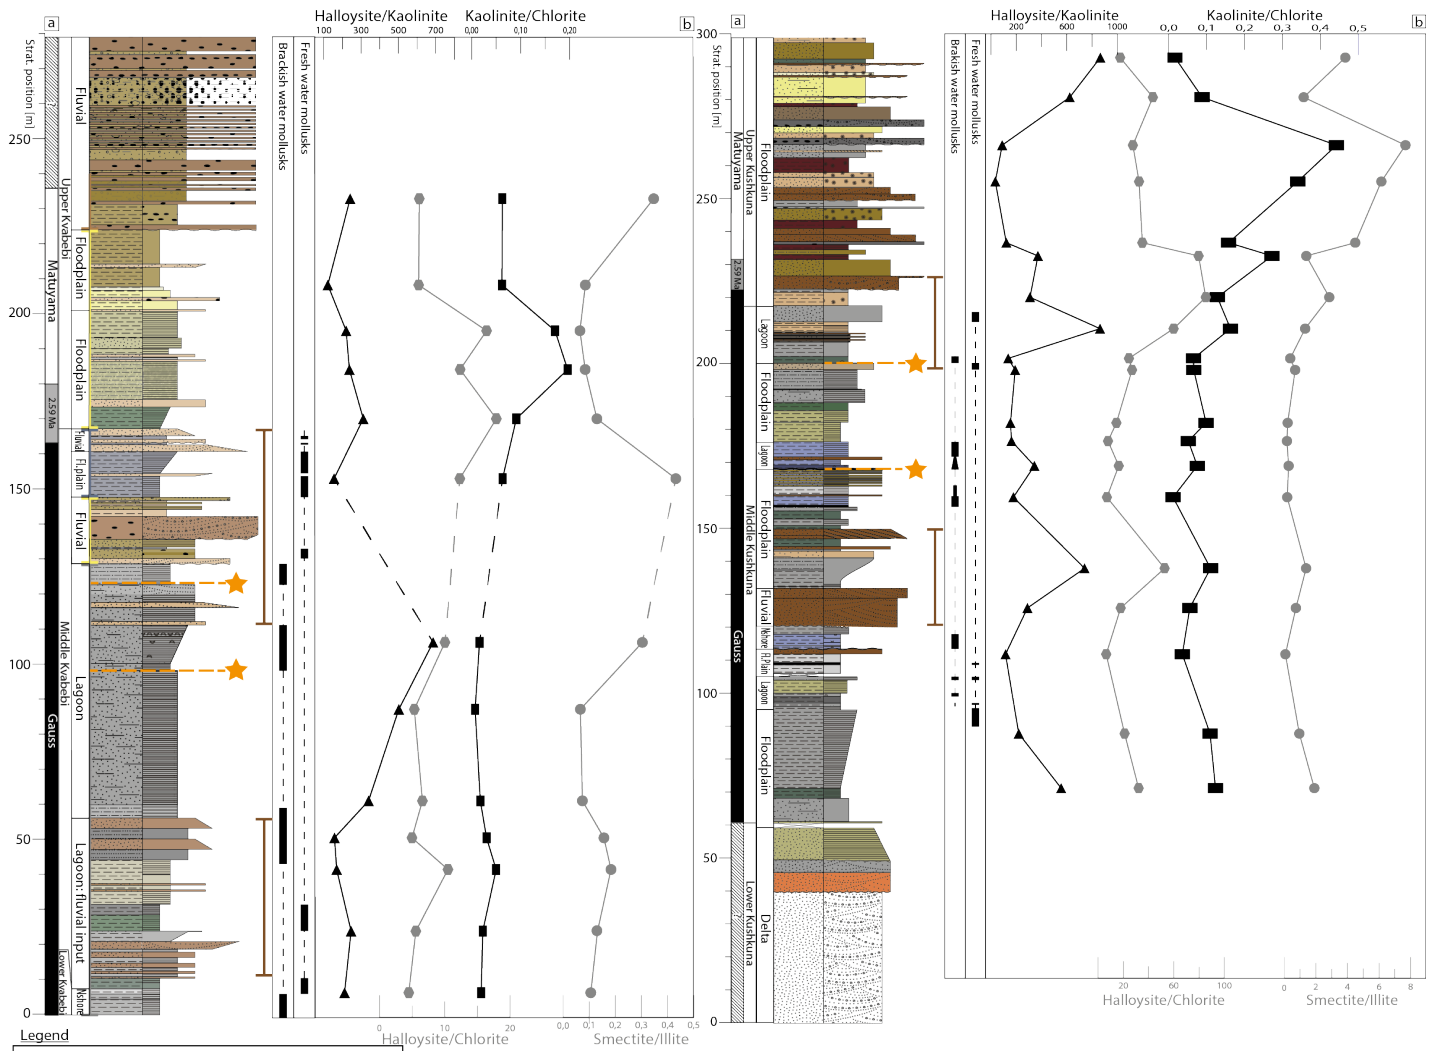 a
Halloysite/Kaolinite
Kaolinite/Chlorite
b
100
300
500
700
0,00
0,10
0,20
Strat. position [m]
Brackish water mollusks
Fresh water mollusks
250
200
150
100
50
0
?
Matuyama
2.59 Ma
Gauss
Upper Kvabebi
Middle Kvabebi
Lower Kvabebi
Fluvial
Floodplain
Floodplain
Fluvial
Fl.plain
Fluvial
Lagoon
Lagoon: fluvial input
Nshore
0
10
20
0,0
0,1
0,2
0,3
0,4
0,5
Halloysite/Chlorite
Smectite/Illite
Legend
a
Halloysite/Kaolinite
Kaolinite/Chlorite
b
200
600
1000
0,0
0,1
0,2
0,3
0,4
0,5
Strat. position [m]
Brakish water mollusks
Fresh water mollusks
300
250
200
150
100
50
0
Matuyama
2.59 Ma
Gauss
?
Upper Kushkuna
Middle Kushkuna
Lower Kushkuna
Floodplain
Lagoon
Floodplain
Lagoon
Floodplain
Fluvial
Nshore
Fl.Plain
Lagoon
Floodplain
Delta
20
60
100
0
2
4
6
8
Halloysite/Chlorite
Smectite/Illite